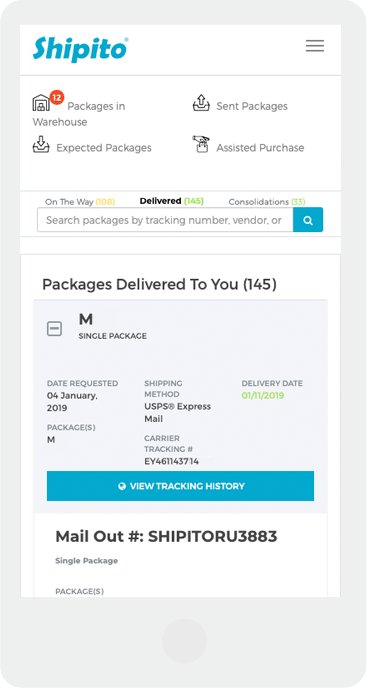 Shipito®
12
Packages in
Warehouse
Sent Packages
Expected Packages
Assisted Purchase
On The Way (108)
Delivered (145)
Consolidations (33)
Search packages by tracking number, vendor, or
Packages Delivered To You (145)
M
SINGLE PACKAGE
DATE REQUESTED
04 January,
2019
PACKAGE(S)
M
SHIPPING
METHOD
USPS® Express
Mail
CARRIER
TRACKING #
EY461143714
DELIVERY DATE
01/11/2019
VIEW TRACKING HISTORY
Mail Out #: SHIPITORU3883
Single Package
PACKAGE(S)